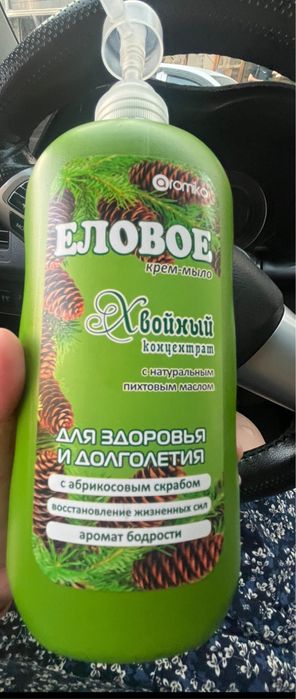 aromika
ЕЛОВОЕ
крем-мыло
Хвойный
концентрат
с натуральным
пихтовым маслом
ДЛЯ ЗДОРОВЬЯ
И ДОЛГОЛЕТИЯ
с абрикосовым скрабом
восстановление жизненных сил
аромат бодрости